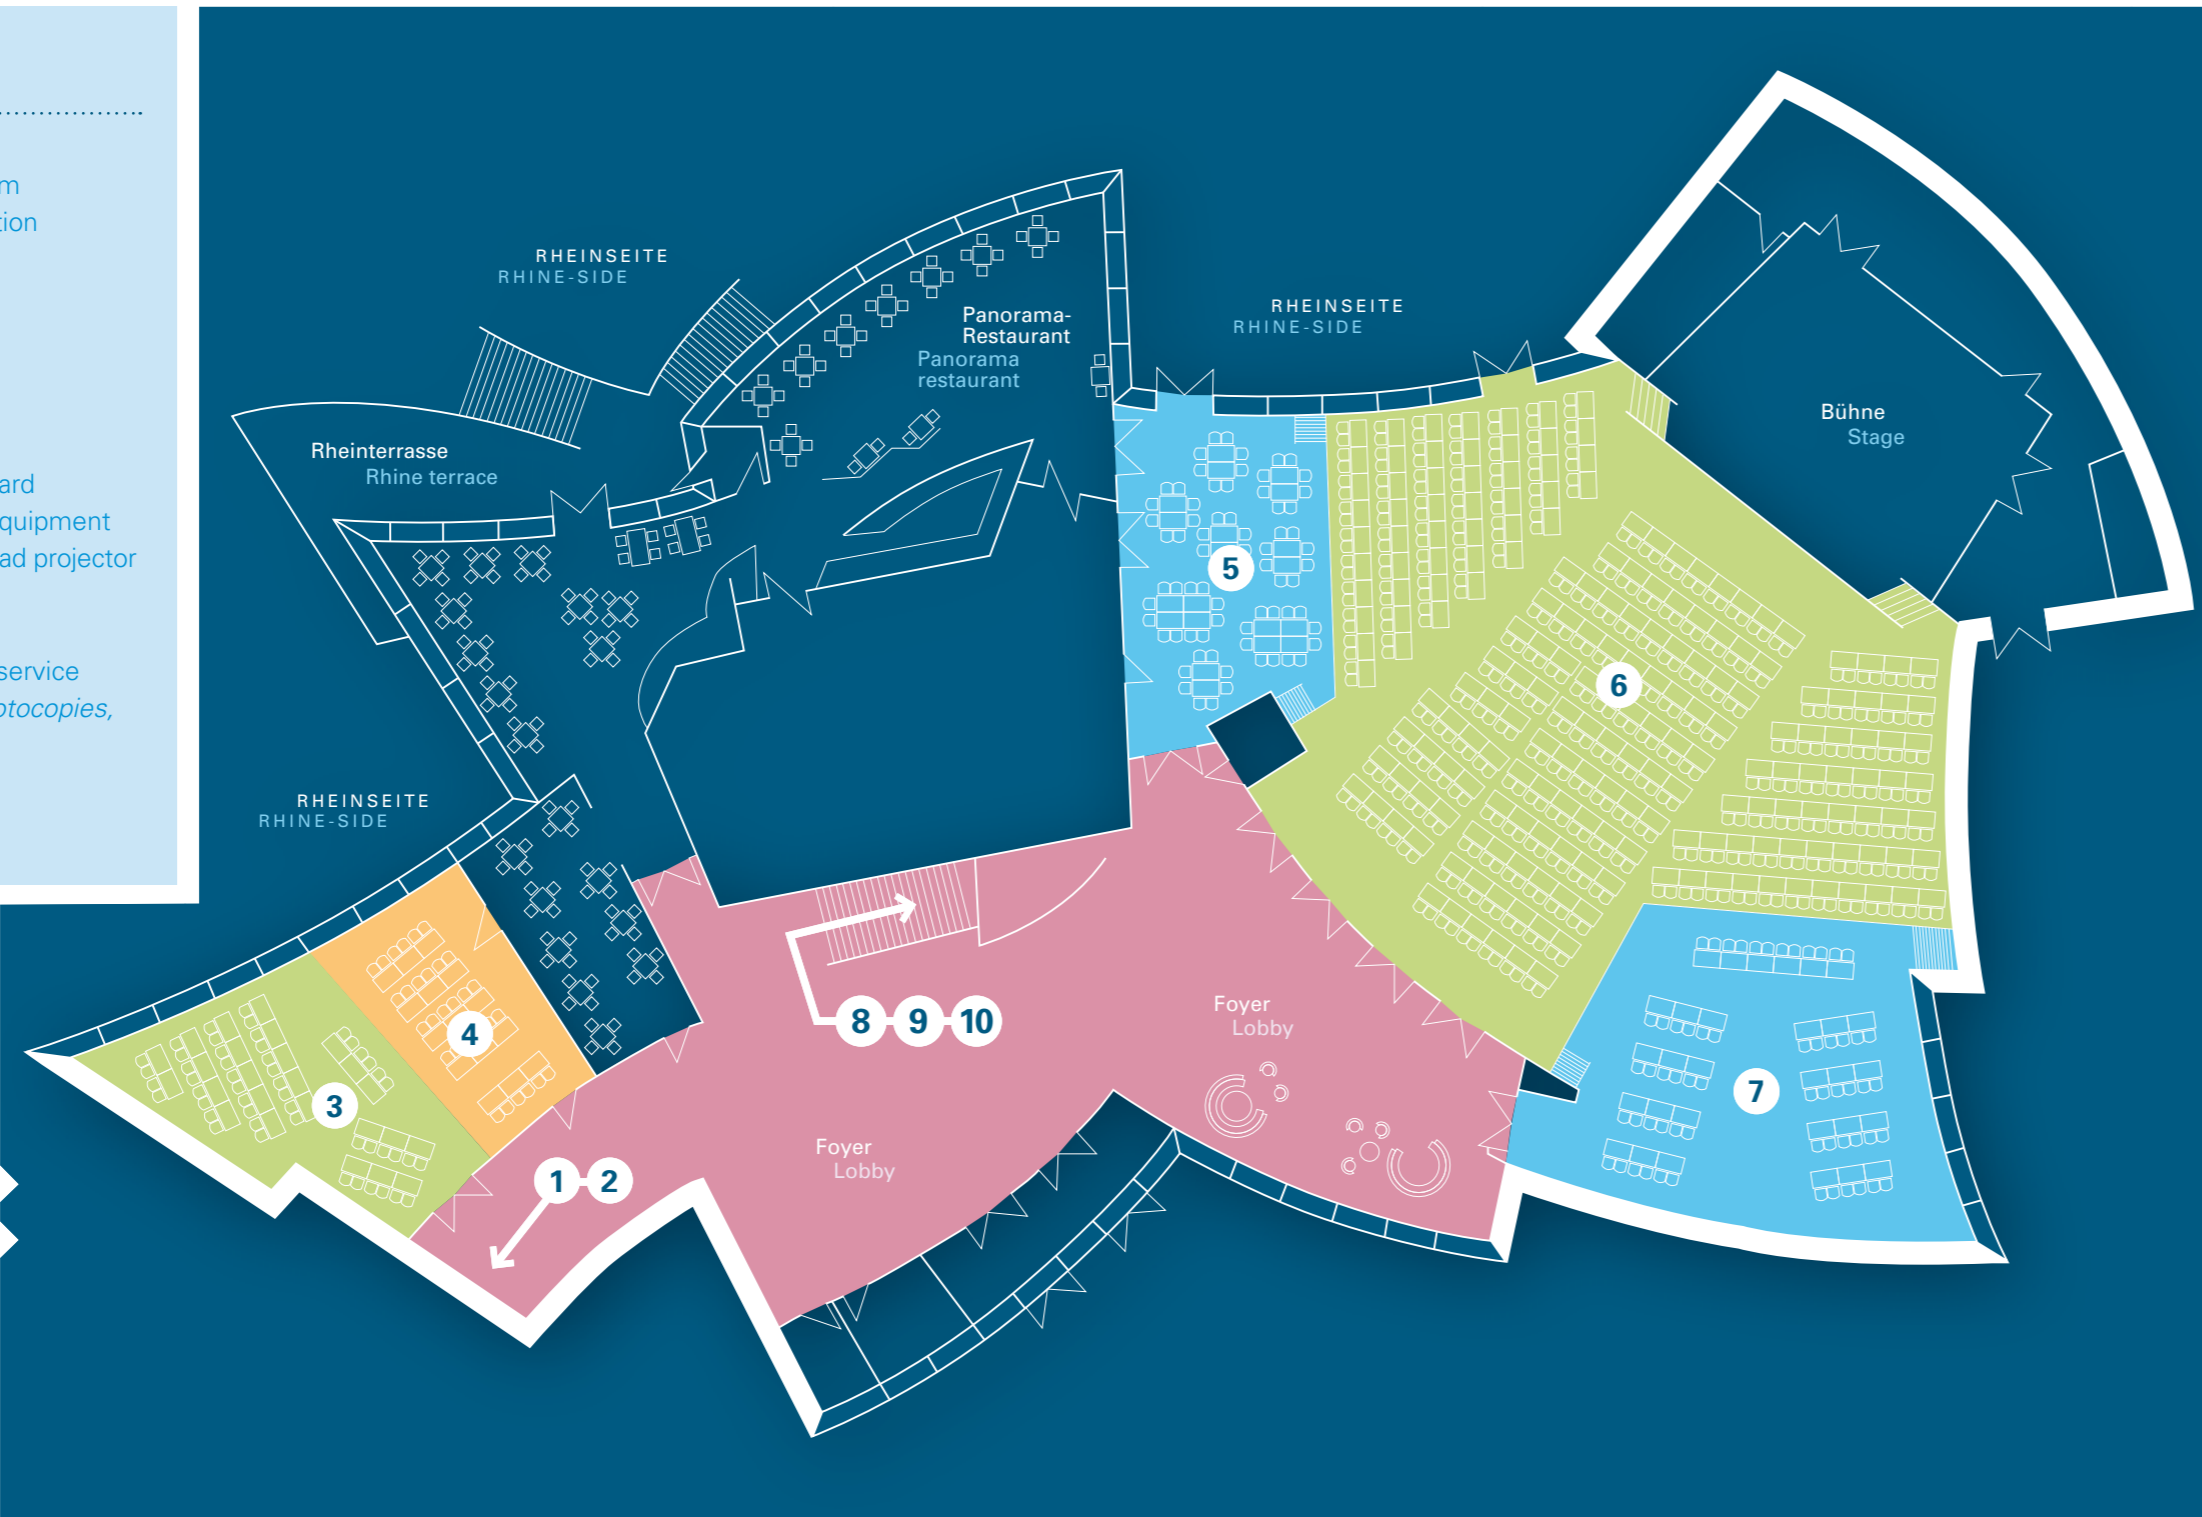 RHEINSEITE
RHINE-SIDE
Panorama-
Restaurant
Panorama
restaurant
RHEINSEITE
RHINE-SIDE
Bühne
Stage
Rheinterrasse
Rhine terrace
RHEINSEITE
RHINE-SIDE
5
6
7
4
3
8 9 10
1 2
Foyer
Lobby
Foyer
Lobby
m
tion
ard
quipment
ad projector
service
otocopies,